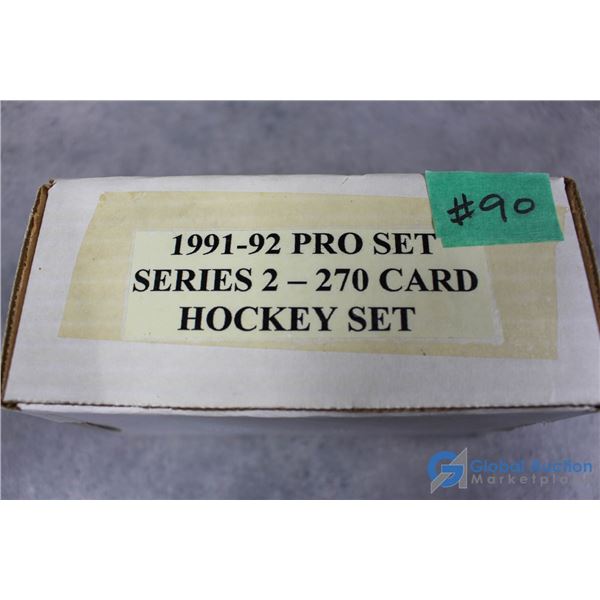 #90
1991-92 PRO SET
SERIES 2 – 270 CARD
HOCKEY SET
Global Auction
Marketplace